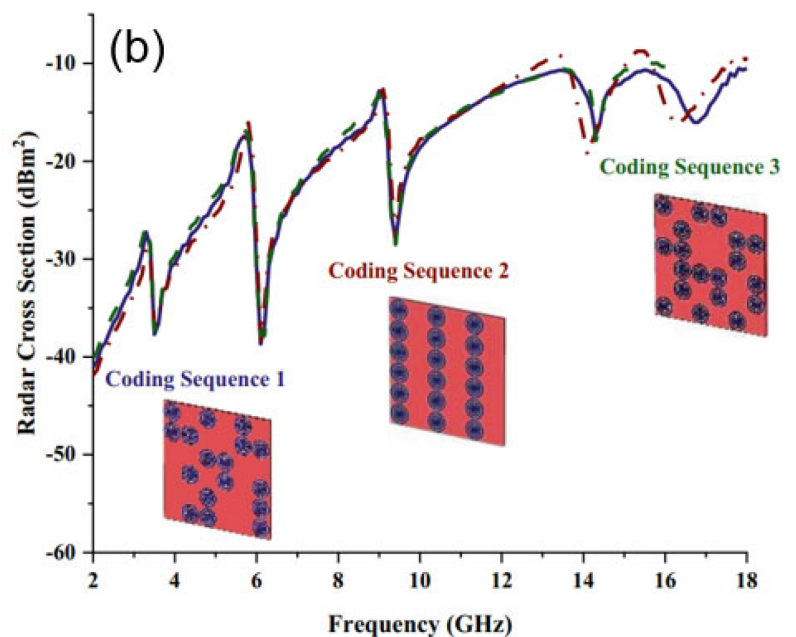 (b)
-10
-20
-30
-40
-50
-60
Radar Cross Section (dBm²)
Coding Sequence 3
Coding Sequence 2
Coding Sequence 1
2 4 6 8 10 12 14 16 18
Frequency (GHz)